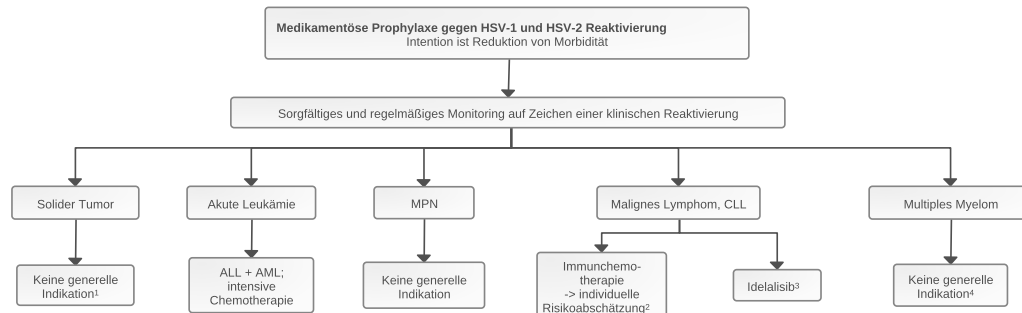 Medikamentöse Prophylaxe gegen HSV-1 und HSV-2 Reaktivierung
Intention ist Reduktion von Morbidität
Sorgfältiges und regelmäßiges Monitoring auf Zeichen einer klinischen Reaktivierung
Solider Tumor
Akute Leukämie
MPN
Malignes Lymphom, CLL
Multiples Myelom
Keine generelle
Indikation¹
ALL + AML;
intensive
Chemotherapie
Keine generelle
Indikation
Immunchemo-
therapie
-> individuelle
Risikoabschätzung²
Idelalisib³
Keine generelle
Indikation⁴